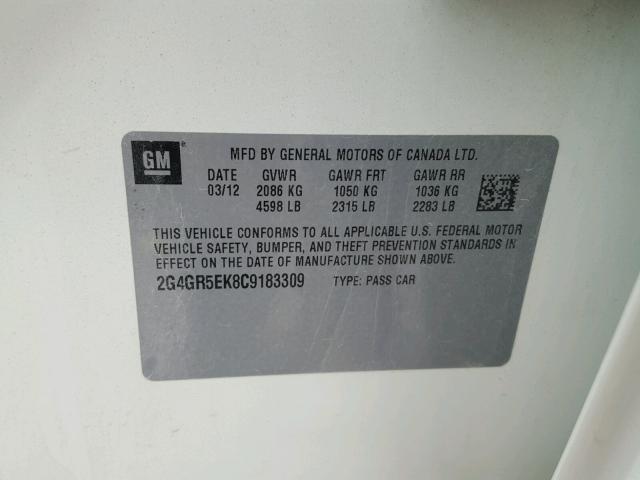 GM
MFD BY GENERAL MOTORS OF CANADA LTD.
DATE GVWR GAWR FRT GAWR RR
03/12 2086 KG 1050 KG 1036 KG
4598 LB 2315 LB 2283 LB
THIS VEHICLE CONFORMS TO ALL APPLICABLE U.S. FEDERAL MOTOR
VEHICLE SAFETY, BUMPER, AND THEFT PREVENTION STANDARDS IN
EFFECT ON THE DATE OF MANUFACTURE SHOWN ABOVE.
2G4GR5EK8C9183309 TYPE: PASS CAR